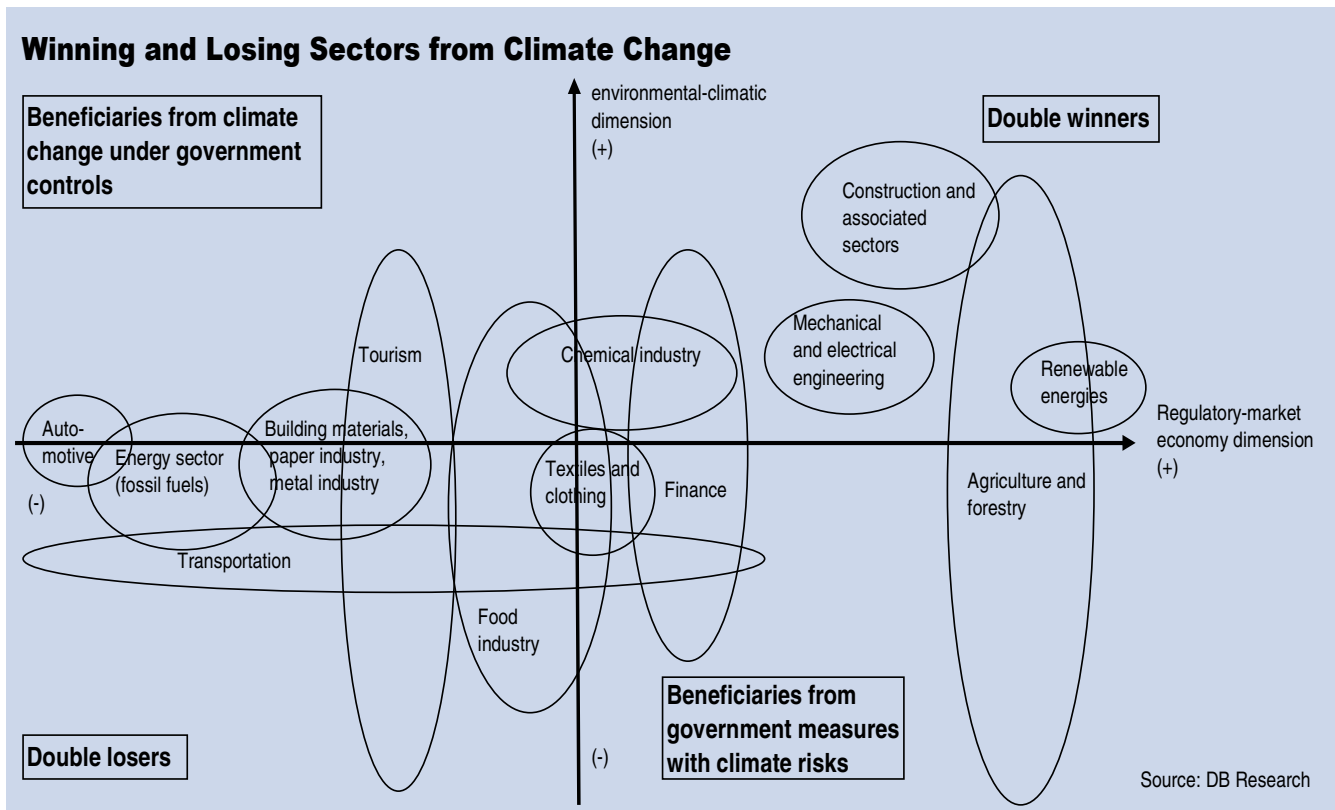 Winning and Losing Sectors from Climate Change
Beneficiaries from climate
change under government
controls
environmental-climatic
dimension
(+)
Double winners
Construction and
associated
sectors
Tourism
Chemical industry
Mechanical
and electrical
engineering
Renewable
energies
Regulatory-market
economy dimension
(+)
Auto-
motive
(-)
Energy sector
(fossil fuels)
Building materials,
paper industry,
metal industry
Textiles and
clothing
Finance
Agriculture and
forestry
Transportation
Food
industry
Double losers
(-)
Beneficiaries from
government measures
with climate risks
Source: DB Research